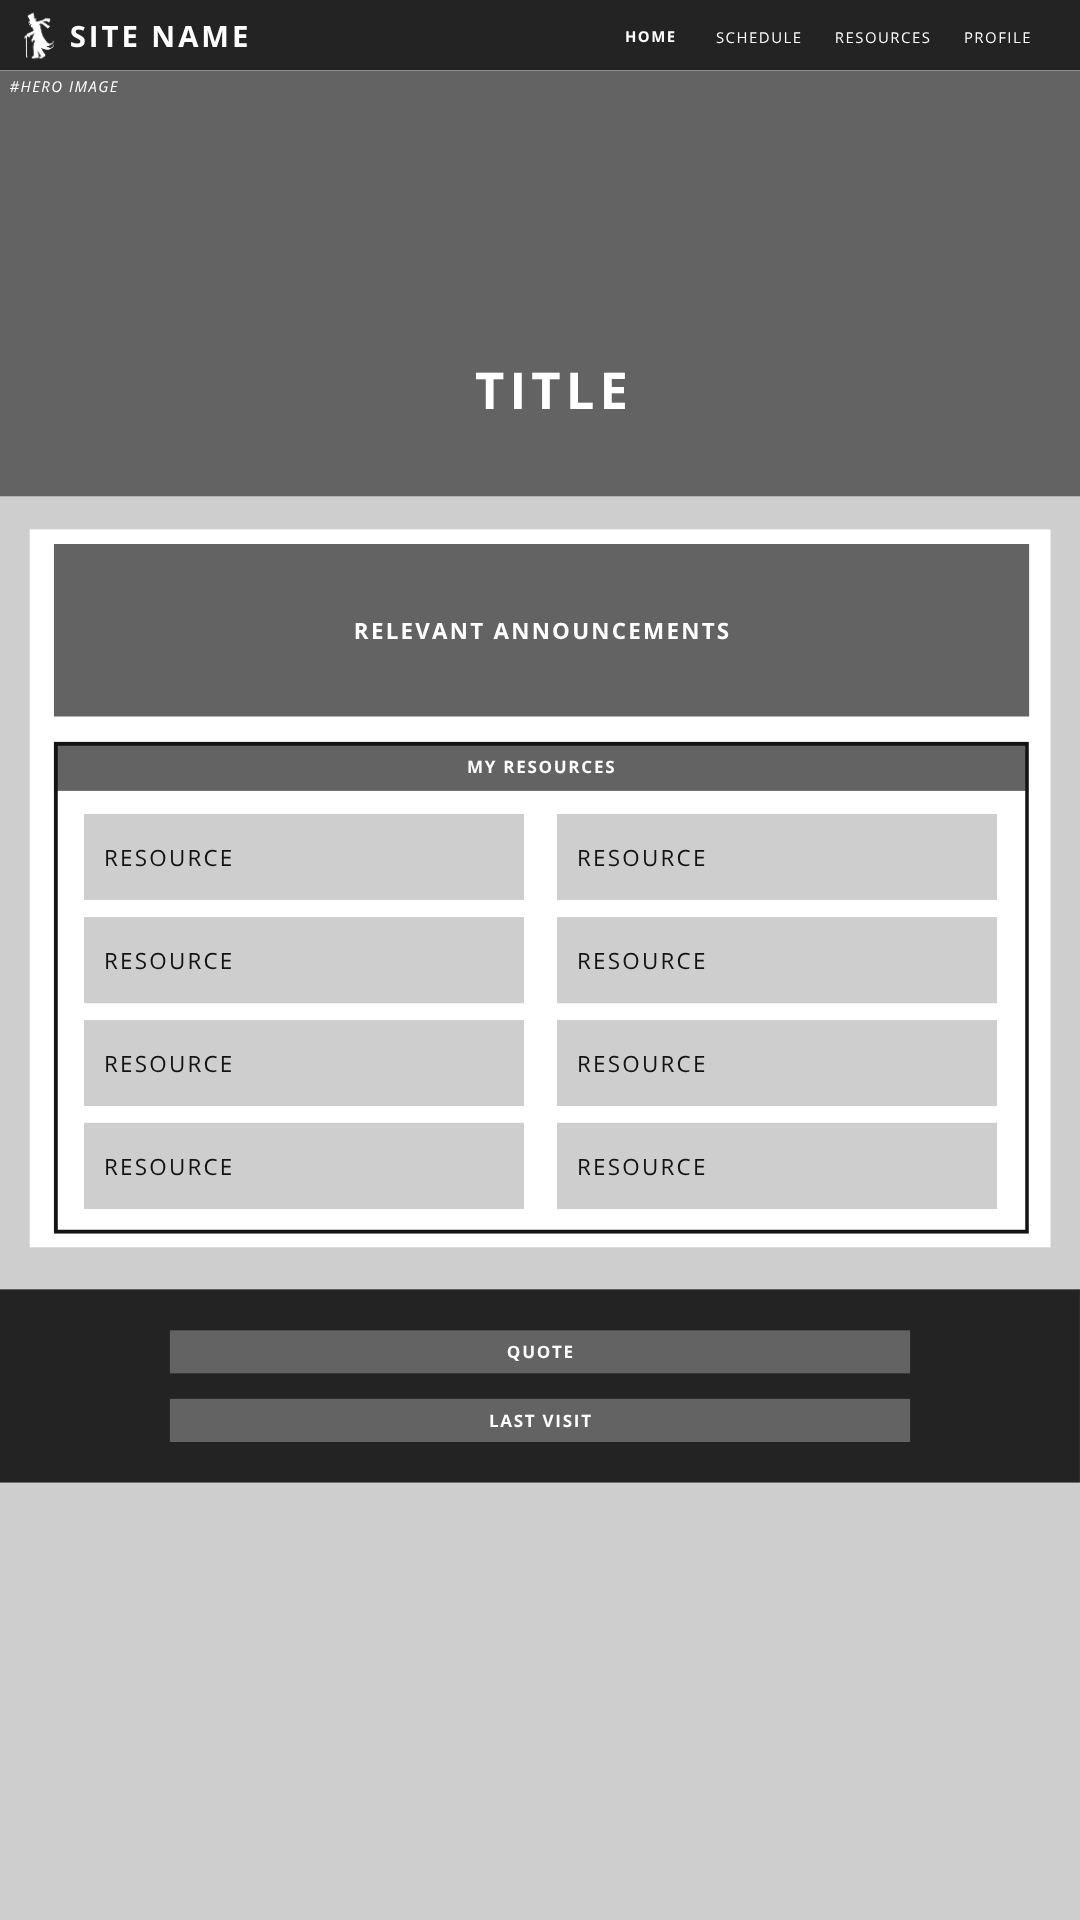 SITE NAME
HOME SCHEDULE RESOURCES PROFILE
#HERO IMAGE
TITLE
RELEVANT ANNOUNCEMENTS
MY RESOURCES
RESOURCE RESOURCE
RESOURCE RESOURCE
RESOURCE RESOURCE
RESOURCE RESOURCE
QUOTE
LAST VISIT